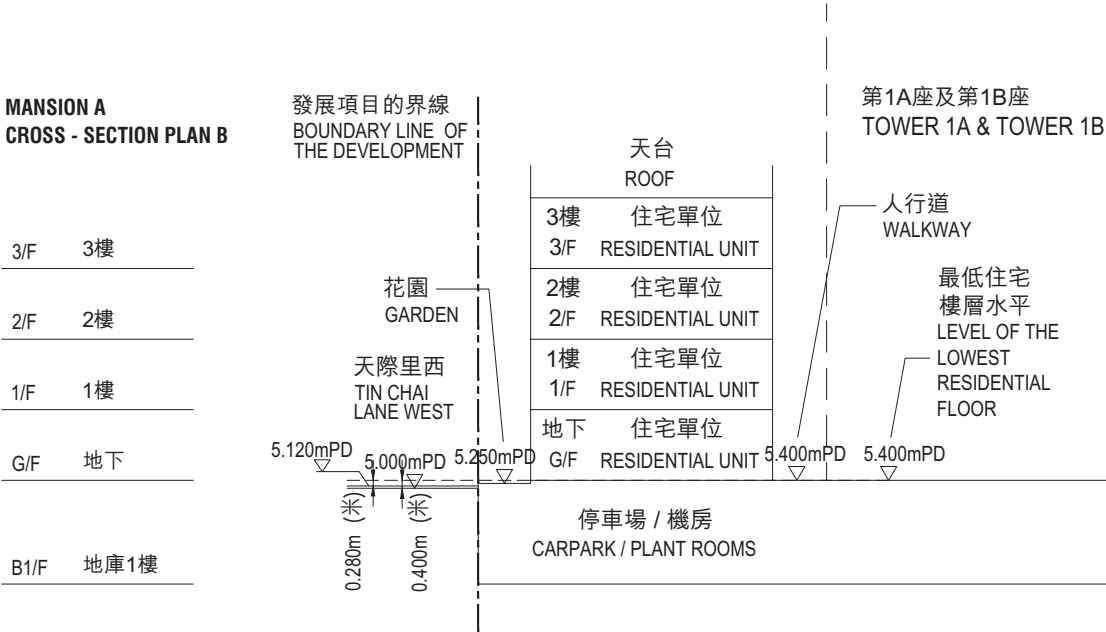 MANSION A
CROSS - SECTION PLAN B
發展項目的界線
BOUNDARY LINE OF
THE DEVELOPMENT
第1A座及第1B座
TOWER 1A & TOWER 1B
天台
ROOF
3樓 住宅單位
3/F RESIDENTIAL UNIT
人行道
WALKWAY
3/F 3樓
花園
GARDEN
2樓 住宅單位
2/F RESIDENTIAL UNIT
最低住宅
樓層水平
LEVEL OF THE
LOWEST
RESIDENTIAL
FLOOR
2/F 2樓
天際里西
TIN CHAI
LANE WEST
1樓 住宅單位
1/F RESIDENTIAL UNIT
1/F 1樓
地下 住宅單位
G/F RESIDENTIAL UNIT
G/F 地下
5.120mPD
5.000mPD
5.250mPD
5.400mPD
5.400mPD
0.280m (米)
0.400m (米)
停車場 / 機房
CARPARK / PLANT ROOMS
B1/F 地庫1樓